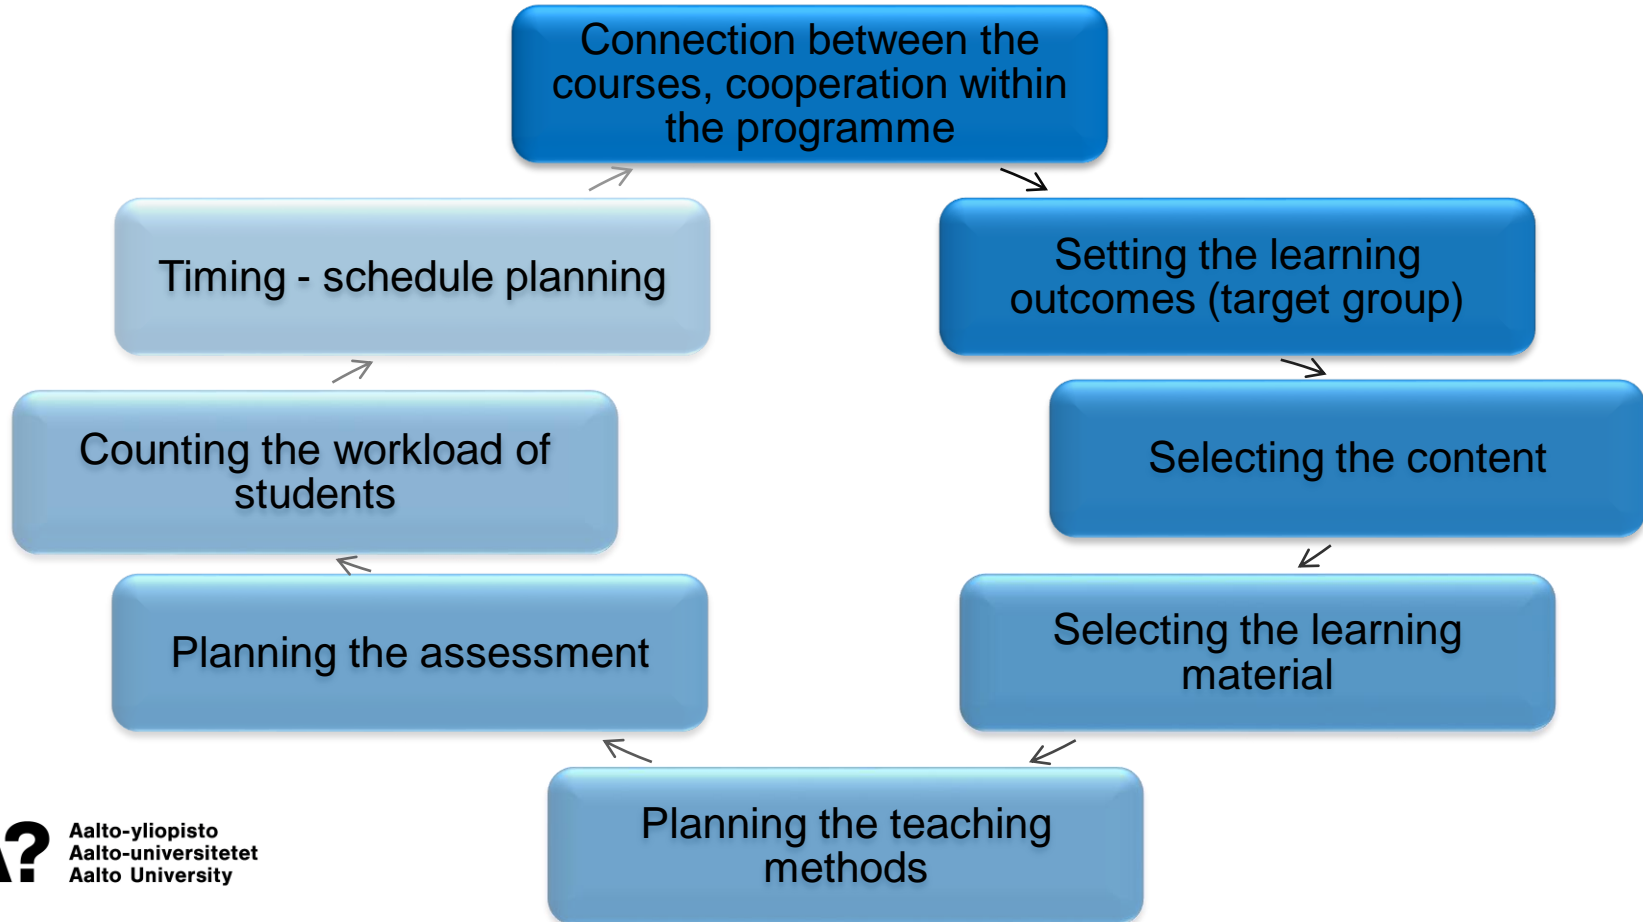 Connection between the
courses, cooperation within
the programme
Setting the learning
outcomes (target group)
Selecting the content
Selecting the learning
material
Planning the teaching
methods
Planning the assessment
Counting the workload of
students
Timing - schedule planning
A?
Aalto-yliopisto
Aalto-universitetet
Aalto University